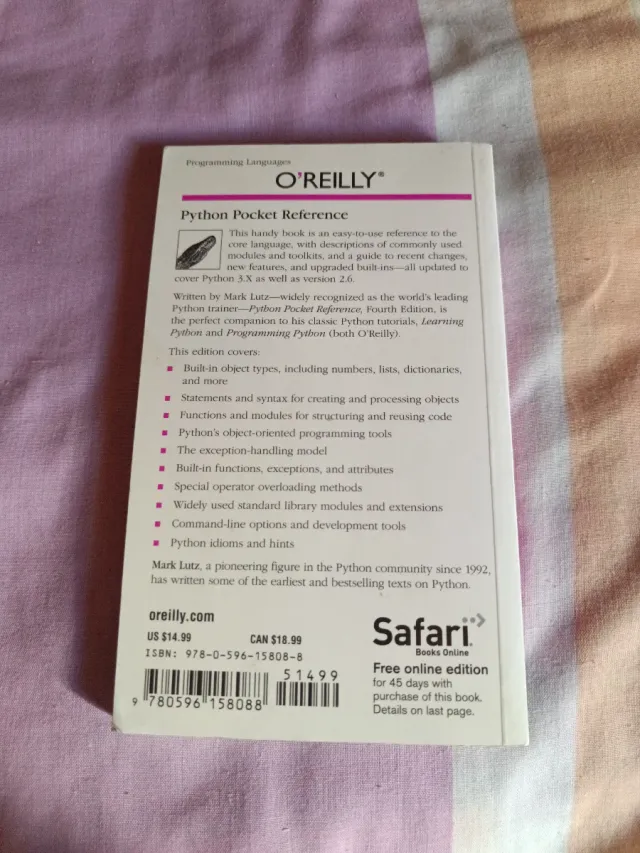 Programming Languages
O'REILLY®
Python Pocket Reference
This handy book is an easy-to-use reference to the
core language, with descriptions of commonly used
modules and toolkits, and a guide to recent changes,
new features, and upgraded built-ins—all updated to
cover Python 3.X as well as version 2.6.
Written by Mark Lutz—widely recognized as the world's leading
Python trainer—Python Pocket Reference, Fourth Edition, is
the perfect companion to his classic Python tutorials, Learning
Python and Programming Python (both O'Reilly).
This edition covers:
■ Built-in object types, including numbers, lists, dictionaries,
and more
■ Statements and syntax for creating and processing objects
■ Functions and modules for structuring and reusing code
■ Python's object-oriented programming tools
■ The exception-handling model
■ Built-in functions, exceptions, and attributes
■ Special operator overloading methods
■ Widely used standard library modules and extensions
■ Command-line options and development tools
■ Python idioms and hints
Mark Lutz, a pioneering figure in the Python community since 1992,
has written some of the earliest and bestselling texts on Python.
oreilly.com
US $14.99 CAN $18.99
ISBN: 978-0-596-15808-8
51499
9 780596 158088
Safari
Books Online
Free online edition
for 45 days with
purchase of this book.
Details on last page.